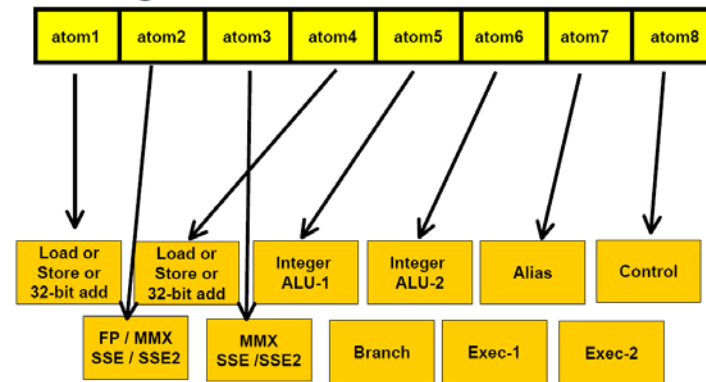 atom1 atom2 atom3 atom4 atom5 atom6 atom7 atom8
Load or
Store or
32-bit add
Load or
Store or
32-bit add
Integer
ALU-1
Integer
ALU-2
Alias
Control
FP / MMX
SSE / SSE2
MMX
SSE /SSE2
Branch
Exec-1
Exec-2